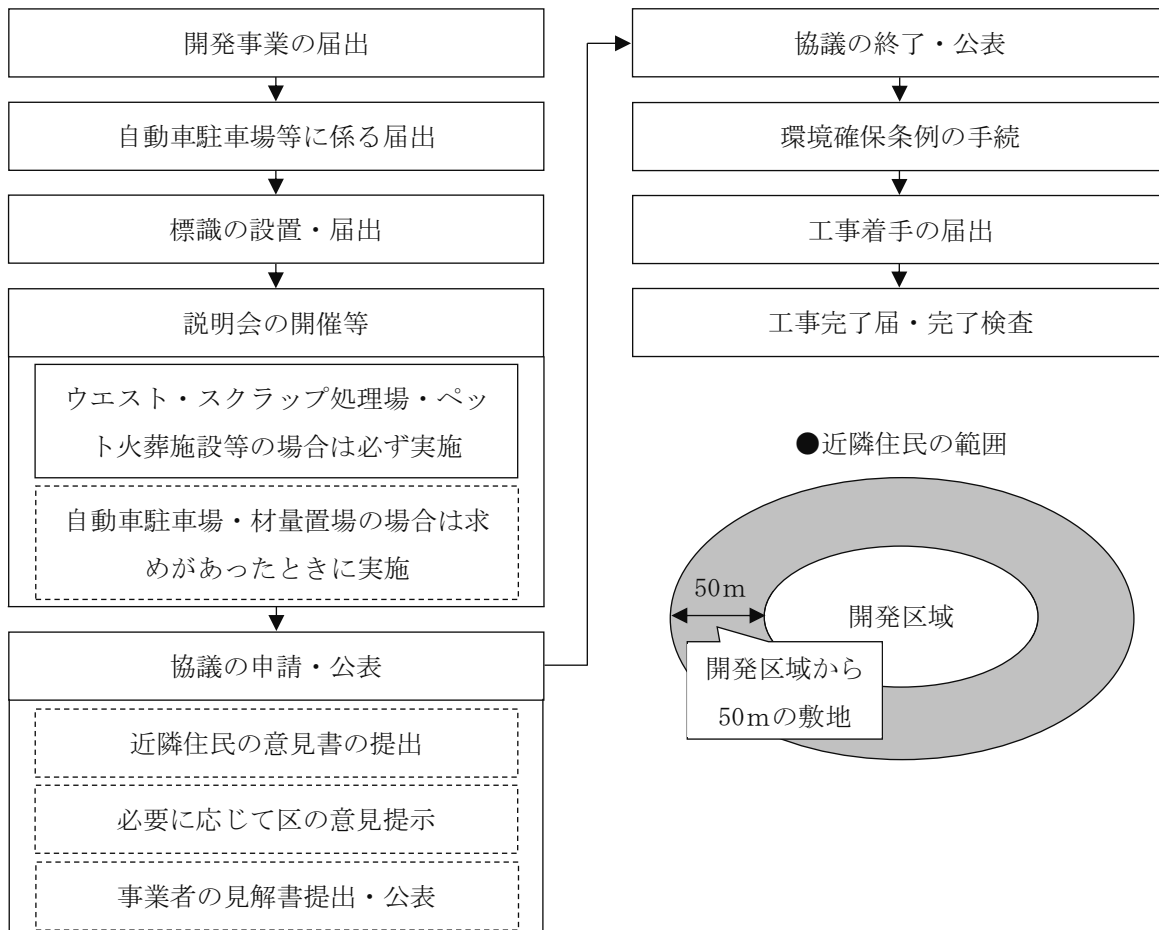 開発事業の届出
自動車駐車場等に係る届出
標識の設置・届出
説明会の開催等
ウエスト・スクラップ処理場・ペッ
ト火葬施設等の場合は必ず実施
自動車駐車場・材量置場の場合は求
めがあったときに実施
協議の申請・公表
近隣住民の意見書の提出
必要に応じて区の意見提示
事業者の見解書提出・公表
協議の終了・公表
環境確保条例の手続
工事着手の届出
工事完了届・完了検査
●近隣住民の範囲
50m
開発区域
開発区域から
50mの敷地